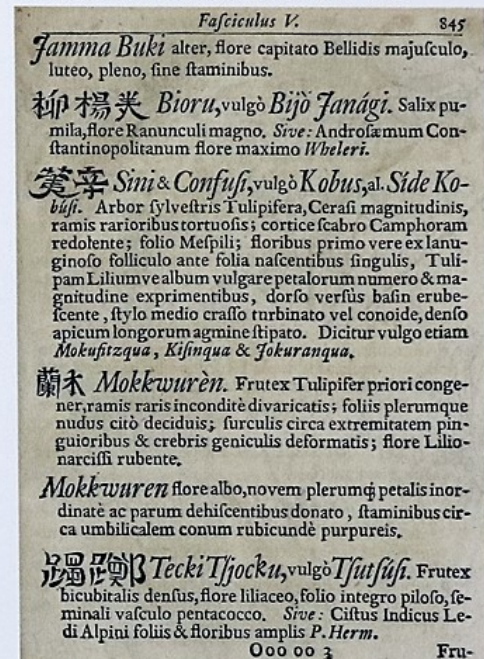 Fasciculus V. 845
Jamma Buki alter, flore capitato Bellidis majusculo,
luteo, pleno, sine staminibus.
柳楊 Bioru, vulgò Bijò Janági. Salix pu-
mila, flore Ranunculi magno. Sive: Androsæmum Con-
stantinopolitanum flore maximo Wheleri.
Sini & Confusi, vulgò Kobus, al. Side Ko-
busi. Arbor sylvestris Tulipifera, Cerasi magnitudinis,
ramis rarioribus tortuosis; cortice scabro Camphoram
redolente; folio Mespili; floribus primo vere ex lanu-
ginoso folliculo ante folia nascentibus singulis, Tuli-
pam Liliumve album vulgare petalorum numero & ma-
gnitudine exprimentibus, dorso versùs basin erube-
scente, stylo medio crasso turbinato vel conoide, denso
apicum longorum agmine stipato. Dicitur vulgo etiam
Mokusitzqua, Kisinqua & Jokuranqua.
蘭木 Mokkwurèn. Frutex Tulipifer priori conge-
ner, ramis raris inconditè divaricatis; foliis plerumque
nudus citò deciduis; surculis circa extremitatem pin-
guioribus & crebris geniculis deformatis; flore Lilio-
narcissi rubente.
Mokkwuren flore albo, novem plerumq; petalis inor-
dinatè ac parum dehiscentibus donato, staminibus cir-
ca umbilicalem conum rubicundè purpureis.
躅躑 Tecki Tsjocku, vulgò Tsutsúsi. Frutex
bicubitalis densus, flore liliaceo, folio integro piloso, se-
minali vasculo pentacocco. Sive: Cistus Indicus Le-
di Alpini foliis & floribus amplis P. Herm.
Ooo oo 3 Fru-